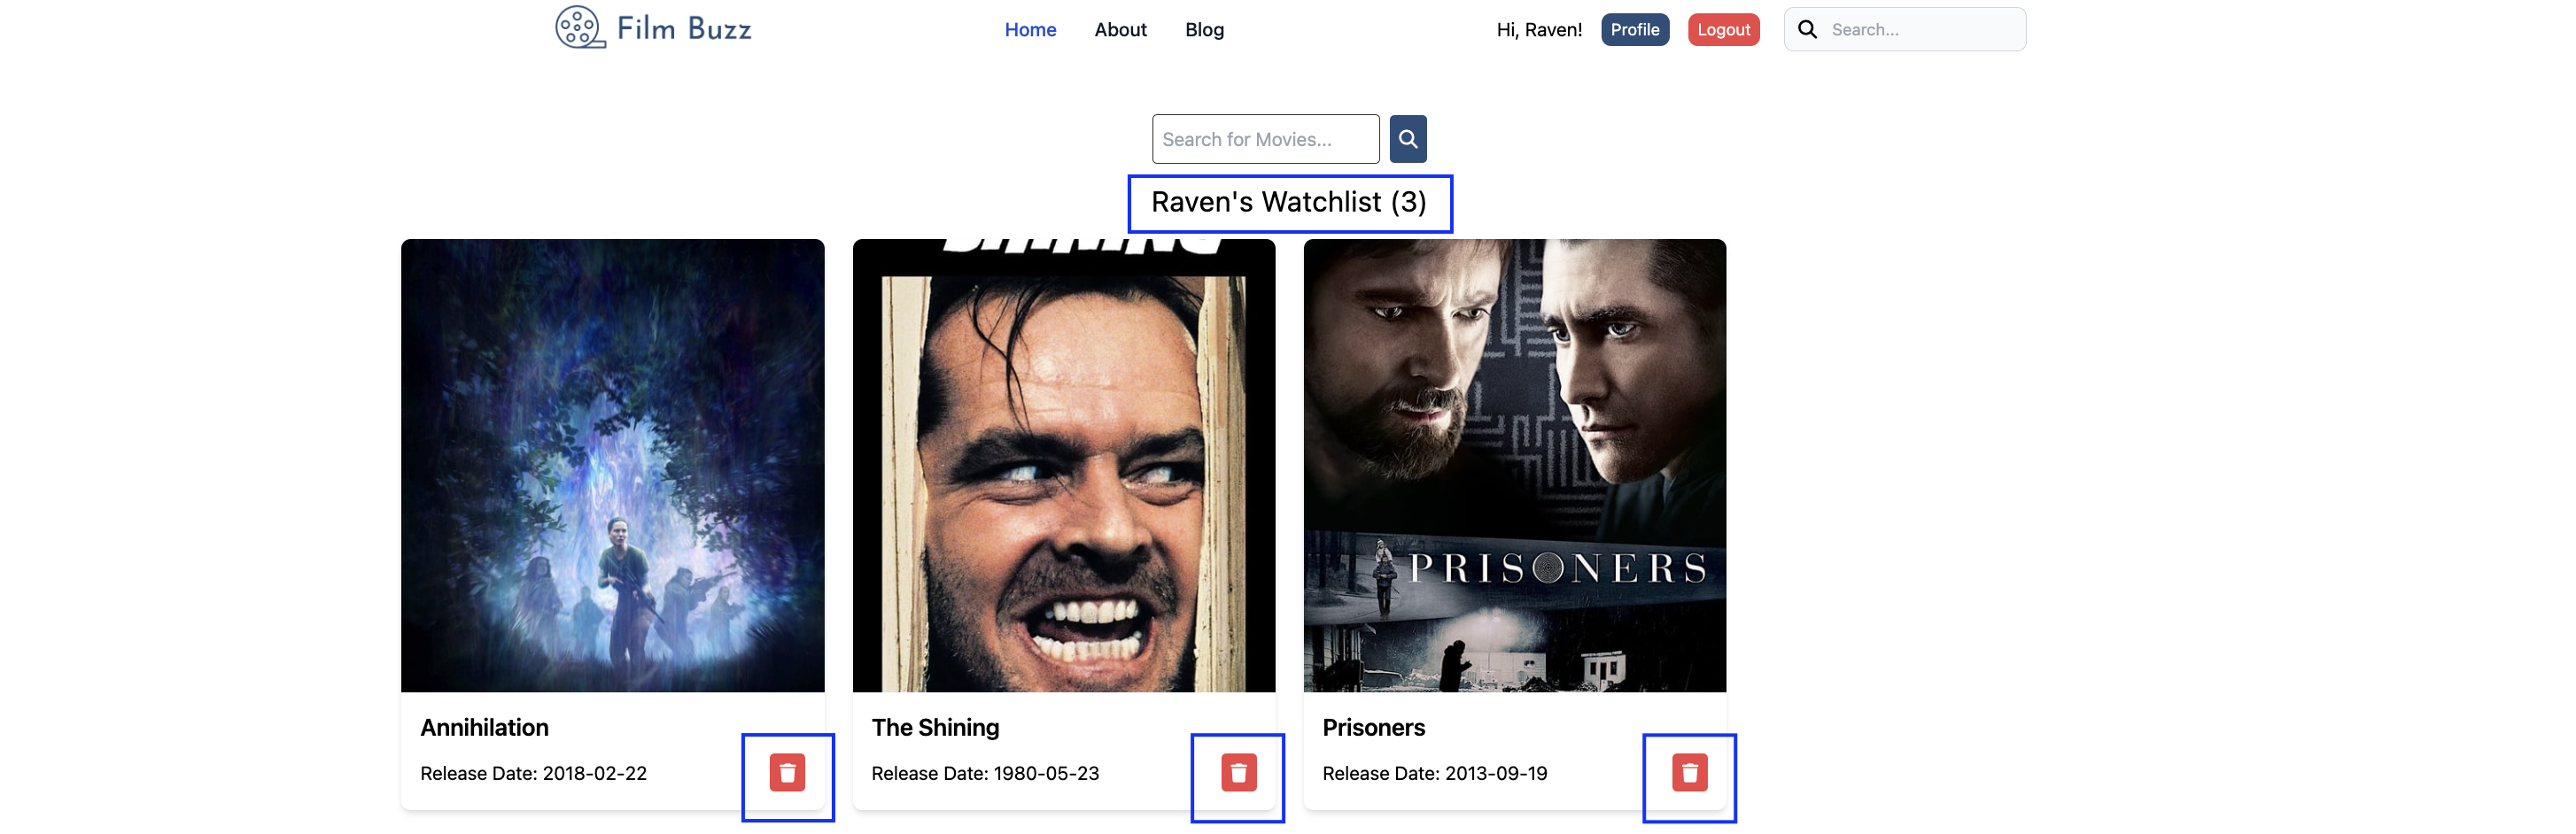 Film Buzz
Home About Blog
Hi, Raven! Profile Logout Search...
Search for Movies...
Raven's Watchlist (3)
PRISONERS
Annihilation
Release Date: 2018-02-22
The Shining
Release Date: 1980-05-23
Prisoners
Release Date: 2013-09-19